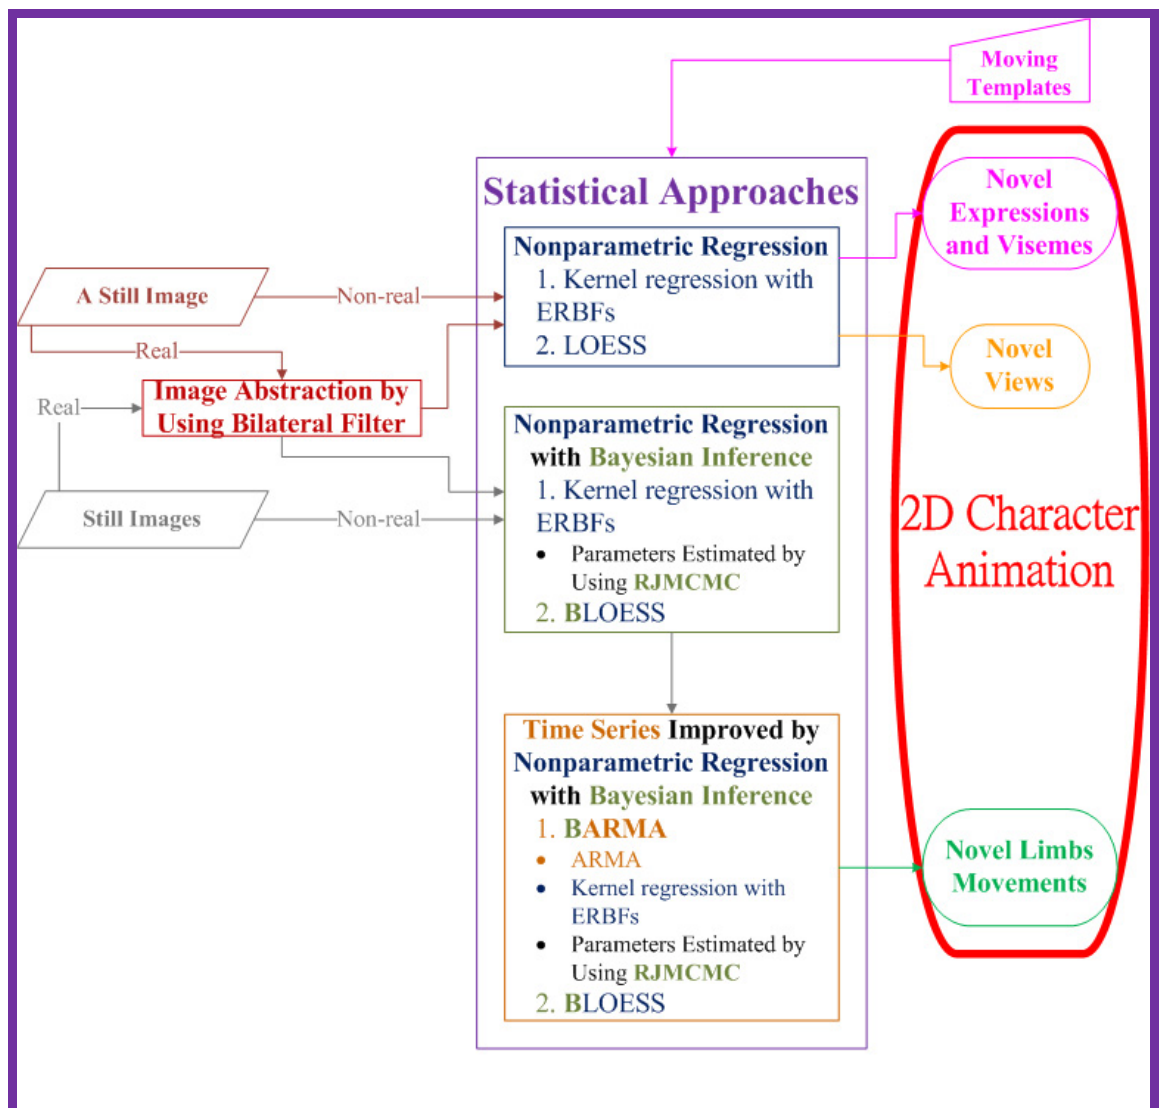 Moving
Templates
Statistical Approaches
Novel
Expressions
and Visemes
Nonparametric Regression
1. Kernel regression with
ERBFs
2. LOESS
A Still Image
Non-real
Real
Novel
Views
Image Abstraction by
Using Bilateral Filter
Real
Nonparametric Regression
with Bayesian Inference
1. Kernel regression with
ERBFs
• Parameters Estimated by
Using RJMCMC
2. BLOESS
Still Images
Non-real
2D Character
Animation
Time Series Improved by
Nonparametric Regression
with Bayesian Inference
1. BARMA
• ARMA
• Kernel regression with
ERBFs
• Parameters Estimated by
Using RJMCMC
2. BLOESS
Novel Limbs
Movements